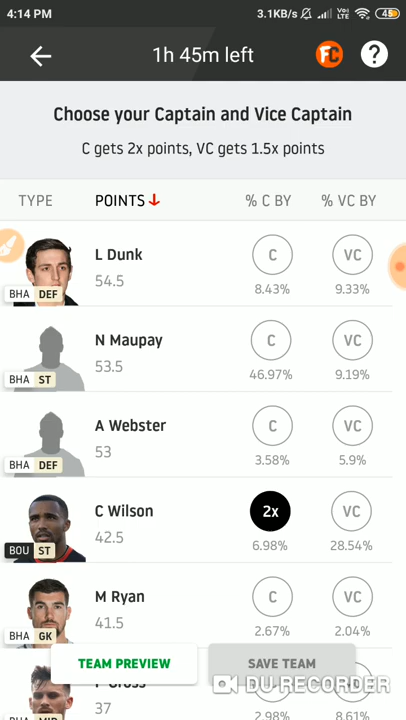 4:14 PM 3.1KB/s Vo) LTE 45
1h 45m left FC ?
Choose your Captain and Vice Captain
C gets 2x points, VC gets 1.5x points
TYPE POINTS % C BY % VC BY
L Dunk C VC
54.5 8.43% 9.33%
BHA DEF
N Maupay C VC
53.5 46.97% 9.19%
BHA ST
A Webster C VC
53 3.58% 5.9%
BHA DEF
C Wilson 2x VC
42.5 6.98% 28.54%
BOU ST
M Ryan C VC
41.5 2.67% 2.04%
BHA GK
TEAM PREVIEW SAVE TEAM
DU RECORDER
37 2.98% 8.61%
BHA MID